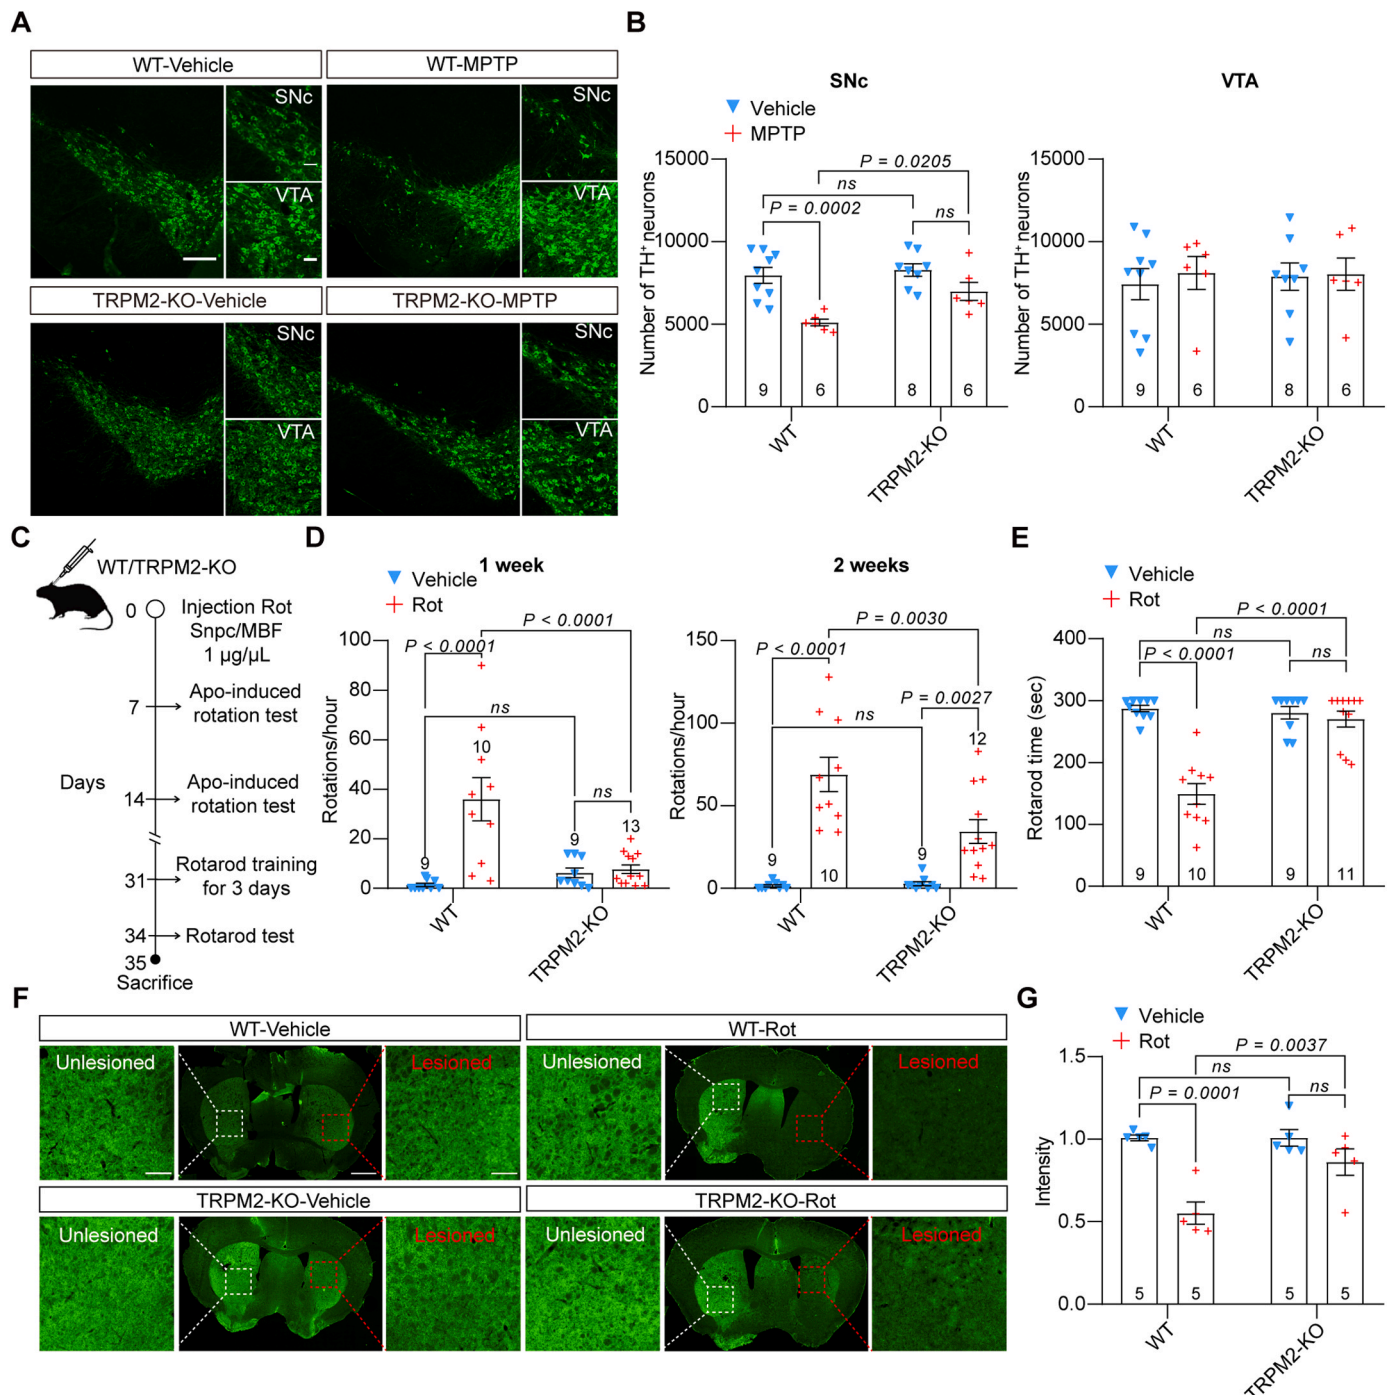 A
WT-Vehicle
WT-MPTP
SNc
VTA
SNc
VTA
TRPM2-KO-Vehicle
TRPM2-KO-MPTP
SNc
VTA
SNc
VTA
B
SNc
Vehicle
MPTP
Number of TH+ neurons
15000
10000
5000
0
P = 0.0205
ns
P = 0.0002
ns
9
6
8
6
WT
TRPM2-KO
VTA
Number of TH+ neurons
15000
10000
5000
0
9
6
8
6
WT
TRPM2-KO
C
WT/TRPM2-KO
0
Injection Rot
Snpc/MBF
1 µg/µL
7
Apo-induced
rotation test
Days
14
Apo-induced
rotation test
31
Rotarod training
for 3 days
34
Rotarod test
35
Sacrifice
D
1 week
Vehicle
Rot
Rotations/hour
100
80
60
40
20
0
P < 0.0001
P < 0.0001
ns
ns
9
10
9
13
WT
TRPM2-KO
2 weeks
Rotations/hour
150
100
50
0
P = 0.0030
P < 0.0001
P = 0.0027
ns
9
10
9
12
WT
TRPM2-KO
E
Vehicle
Rot
Rotarod time (sec)
400
300
200
100
0
P < 0.0001
ns
P < 0.0001
ns
9
10
9
11
WT
TRPM2-KO
F
WT-Vehicle
WT-Rot
Unlesioned
Lesioned
Unlesioned
Lesioned
TRPM2-KO-Vehicle
TRPM2-KO-Rot
Unlesioned
Lesioned
Unlesioned
Lesioned
G
Vehicle
Rot
Intensity
1.5
1.0
0.5
0.0
P = 0.0037
ns
P = 0.0001
ns
5
5
5
5
WT
TRPM2-KO